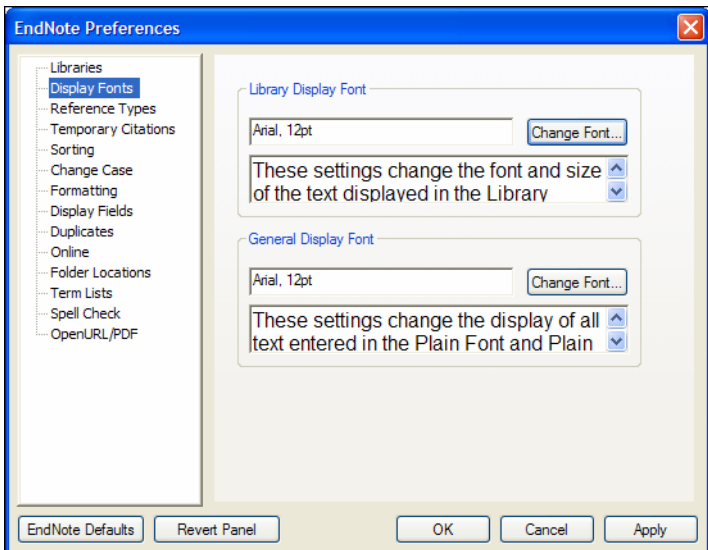 EndNote Preferences
Libraries
Display Fonts
Reference Types
Temporary Citations
Sorting
Change Case
Formatting
Display Fields
Duplicates
Online
Folder Locations
Term Lists
Spell Check
OpenURL/PDF
Library Display Font
Arial, 12pt
Change Font...
These settings change the font and size
of the text displayed in the Library
General Display Font
Arial, 12pt
Change Font...
These settings change the display of all
text entered in the Plain Font and Plain
EndNote Defaults
Revert Panel
OK
Cancel
Apply